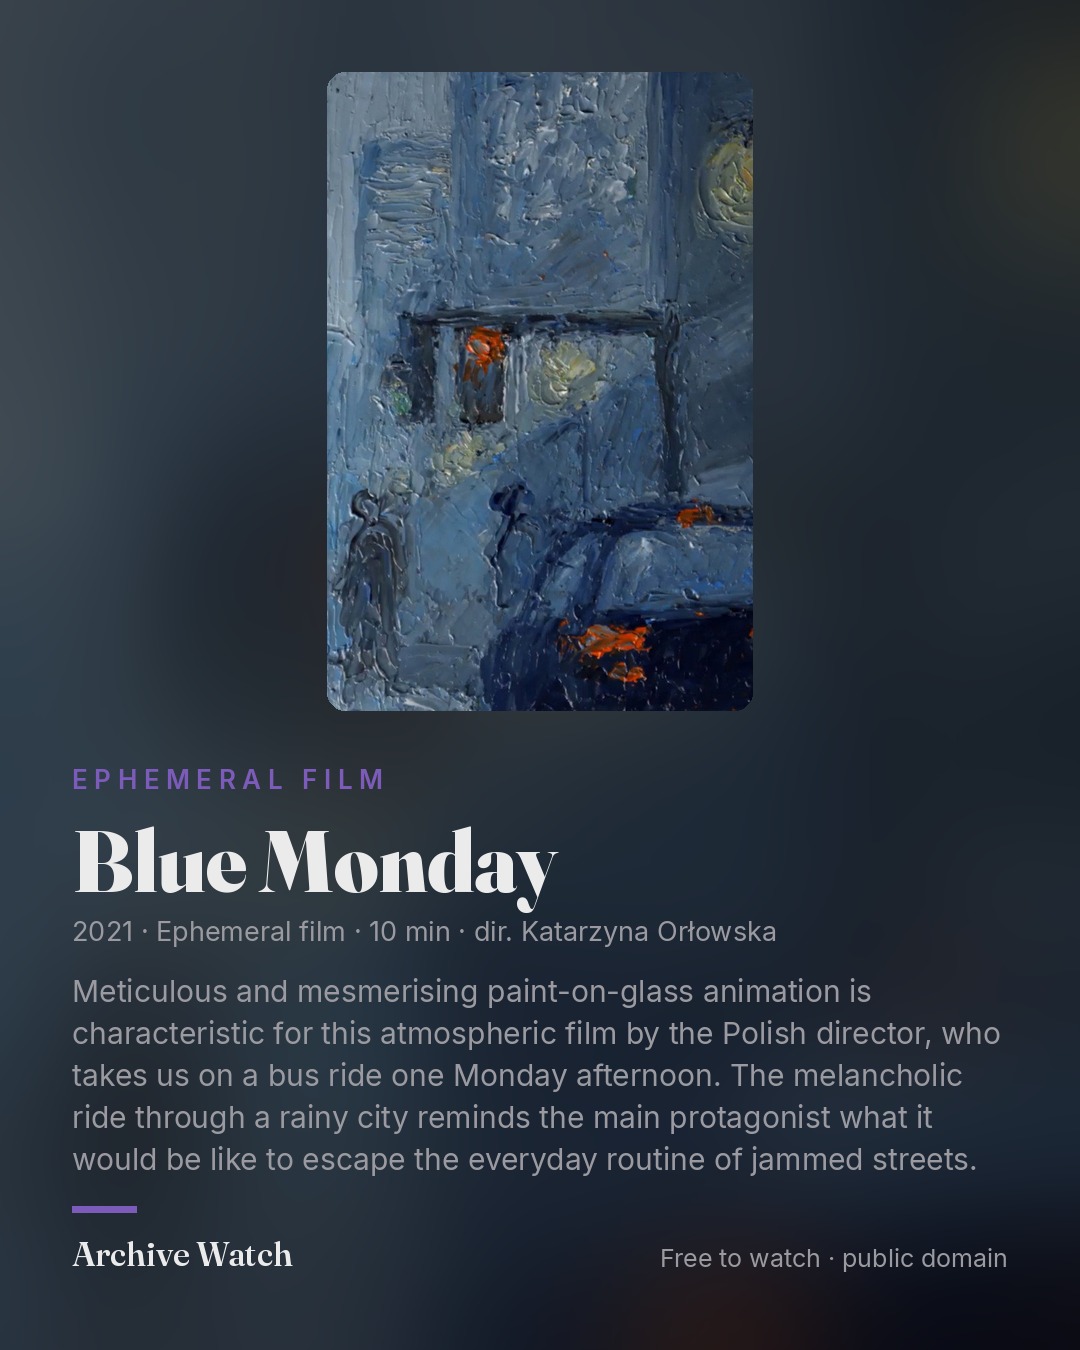 EPHEMERAL FILM
Blue Monday
2021 · Ephemeral film · 10 min · dir. Katarzyna Orłowska
Meticulous and mesmerising paint-on-glass animation is
characteristic for this atmospheric film by the Polish director, who
takes us on a bus ride one Monday afternoon. The melancholic
ride through a rainy city reminds the main protagonist what it
would be like to escape the everyday routine of jammed streets.
Archive Watch
Free to watch · public domain